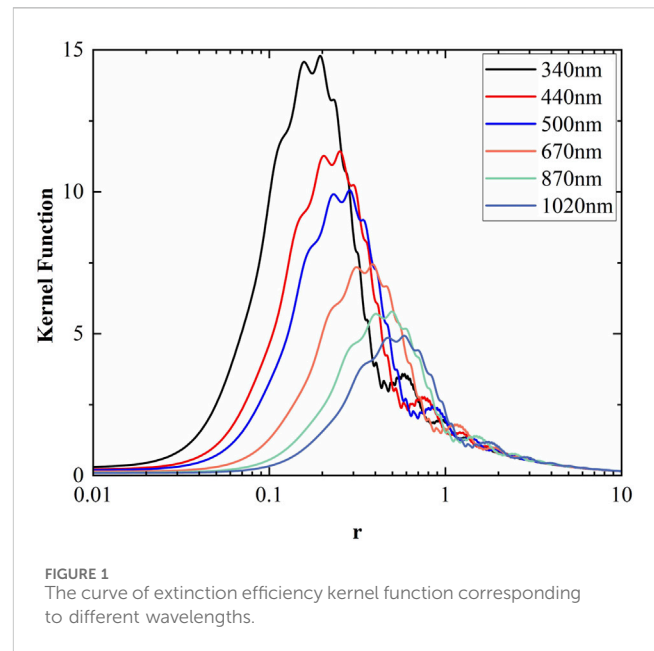 15
10
5
0
Kernel Function
340nm
440nm
500nm
670nm
870nm
1020nm
0.01 0.1 1 10
r
FIGURE 1
The curve of extinction efficiency kernel function corresponding
to different wavelengths.